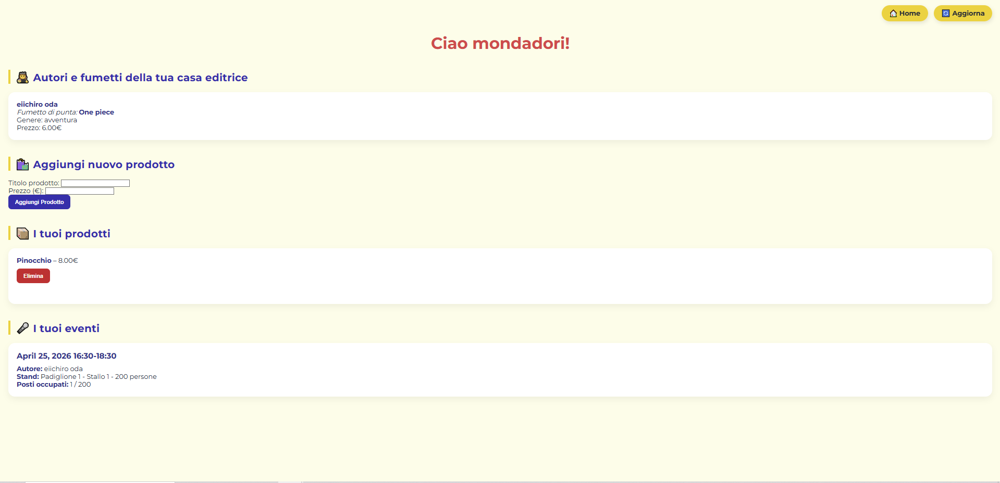 Home
Aggiorna
Ciao mondadori!
Autori e fumetti della tua casa editrice
eiichiro oda
Fumetto di punta: One piece
Genere: avventura
Prezzo: 6.00€
Aggiungi nuovo prodotto
Titolo prodotto:
Prezzo (€):
Aggiungi Prodotto
I tuoi prodotti
Pinocchio – 8.00€
Elimina
I tuoi eventi
April 25, 2026 16:30-18:30
Autore: eiichiro oda
Stand: Padiglione 1 - Stallo 1 - 200 persone
Posti occupati: 1 / 200